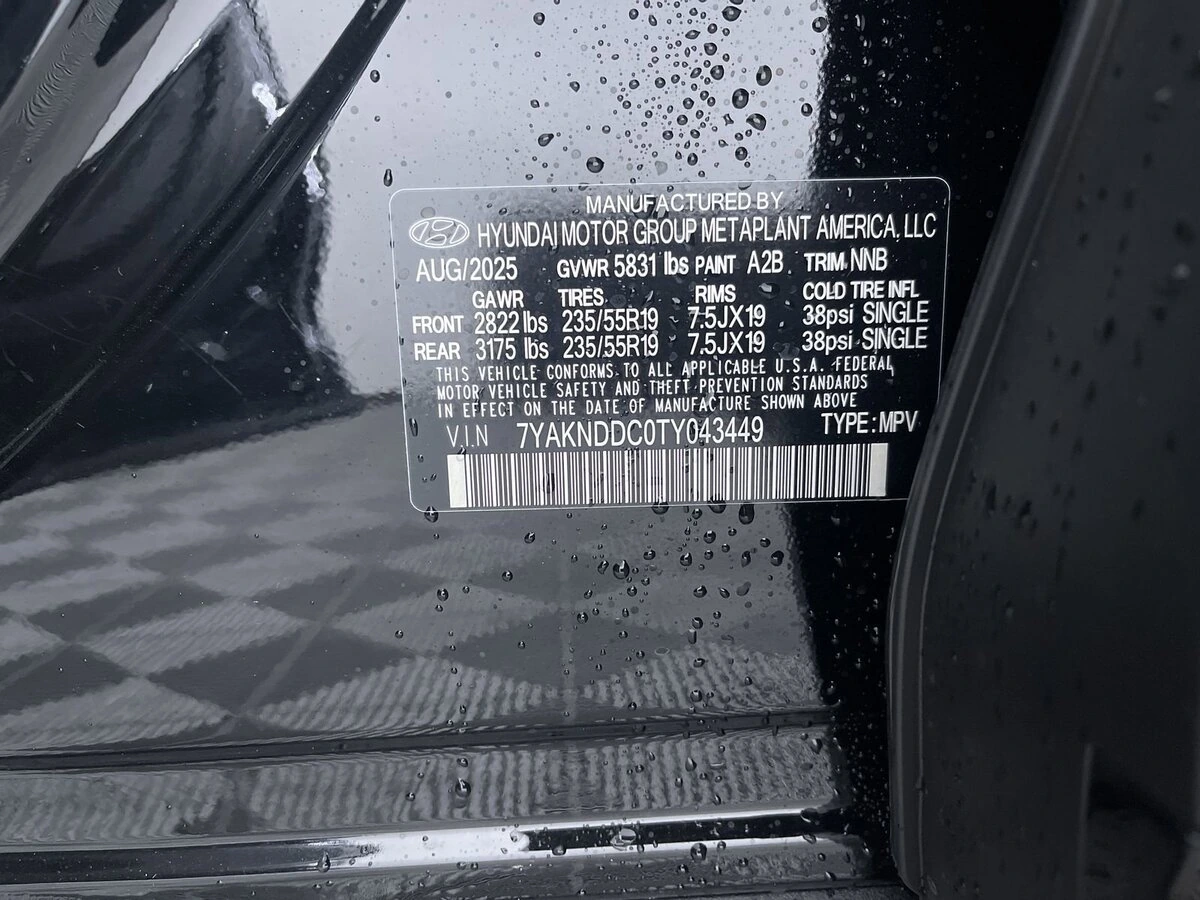 MANUFACTURED BY
HYUNDAI MOTOR GROUP METAPLANT AMERICA, LLC
AUG/2025 GVWR 5831 lbs PAINT A2B TRIM NNB
GAWR TIRES RIMS COLD TIRE INFL
FRONT 2822 lbs 235/55R19 7.5JX19 38psi SINGLE
REAR 3175 lbs 235/55R19 7.5JX19 38psi SINGLE
THIS VEHICLE CONFORMS TO ALL APPLICABLE U.S.A. FEDERAL
MOTOR VEHICLE SAFETY AND THEFT PREVENTION STANDARDS
IN EFFECT ON THE DATE OF MANUFACTURE SHOWN ABOVE
V.I.N 7YAKNDDC0TY043449 TYPE: MPV